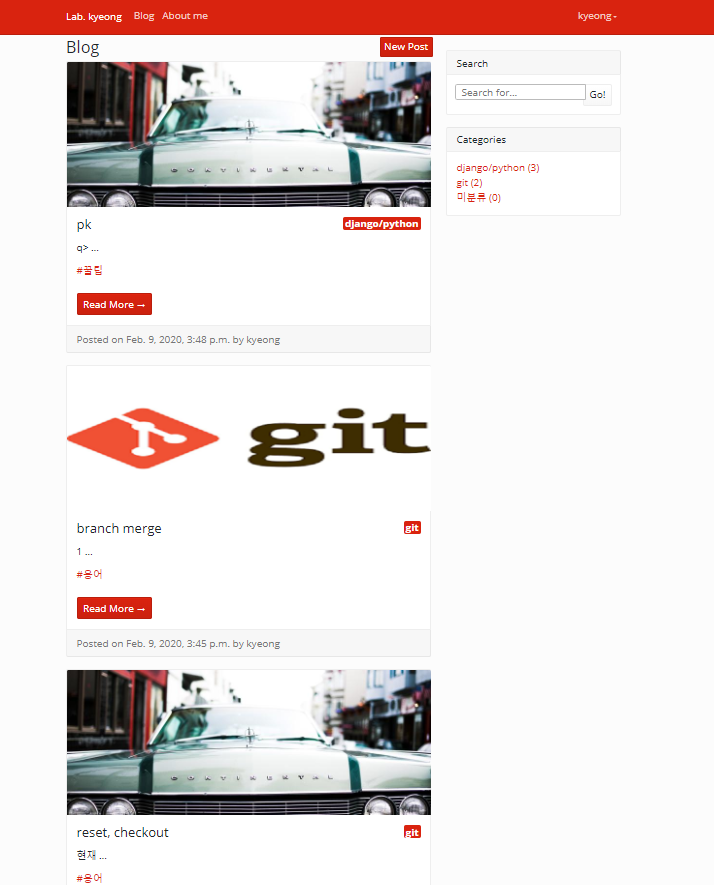 Lab. kyeong Blog About me kyeong
Blog
New Post
pk
django/python
q> ...
#꿀팁
Read More →
Posted on Feb. 9, 2020, 3:48 p.m. by kyeong
git
branch merge
git
1 ...
#용어
Read More →
Posted on Feb. 9, 2020, 3:45 p.m. by kyeong
reset, checkout
git
현재 ...
#용어
Search
Search for...
Go!
Categories
django/python (3)
git (2)
미분류 (0)